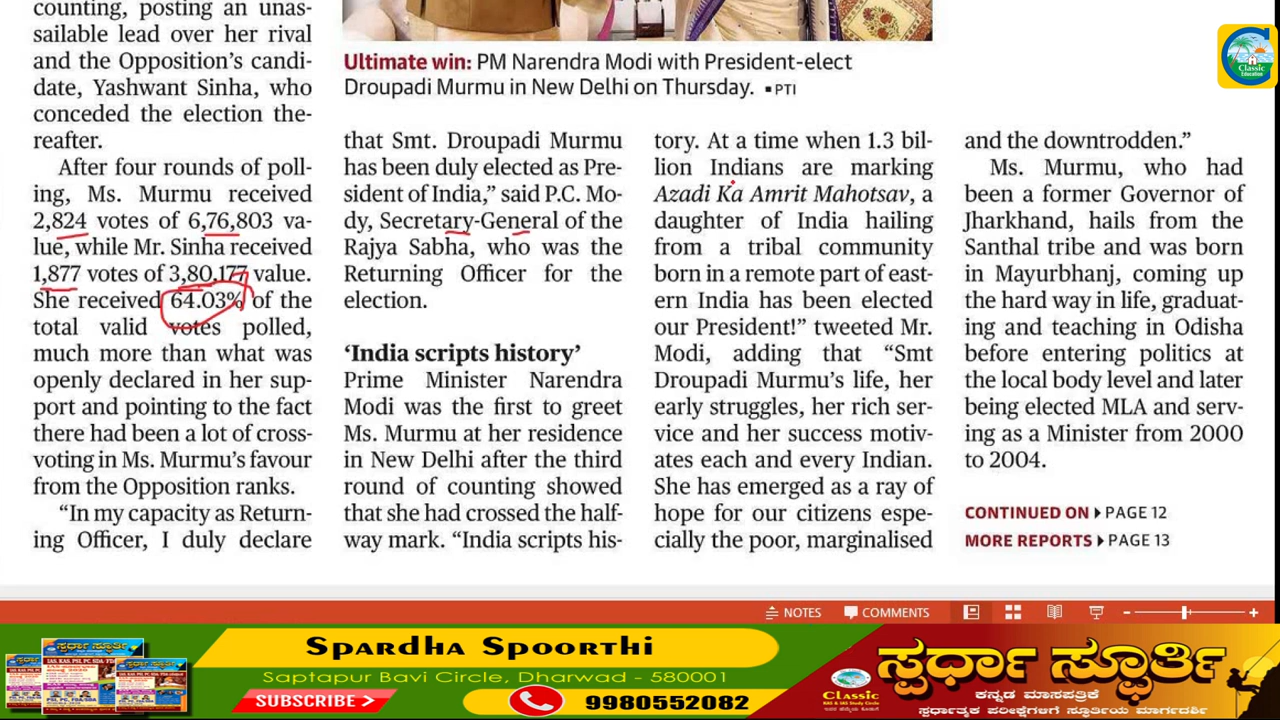 counting, posting an unas-
sailable lead over her rival
and the Opposition's candi-
date, Yashwant Sinha, who
conceded the election the-
reafter.
After four rounds of poll-
ing, Ms. Murmu received
2,824 votes of 6,76,803 va-
lue, while Mr. Sinha received
1,877 votes of 3,80,177 value.
She received 64.03% of the
total valid votes polled,
much more than what was
openly declared in her sup-
port and pointing to the fact
there had been a lot of cross-
voting in Ms. Murmu's favour
from the Opposition ranks.
"In my capacity as Return-
ing Officer, I duly declare
Ultimate win: PM Narendra Modi with President-elect
Droupadi Murmu in New Delhi on Thursday. ▪ PTI
that Smt. Droupadi Murmu
has been duly elected as Pre-
sident of India," said P.C. Mo-
dy, Secretary-General of the
Rajya Sabha, who was the
Returning Officer for the
election.
'India scripts history'
Prime Minister Narendra
Modi was the first to greet
Ms. Murmu at her residence
in New Delhi after the third
round of counting showed
that she had crossed the half-
way mark. "India scripts his-
tory. At a time when 1.3 bil-
lion Indians are marking
Azadi Ka Amrit Mahotsav, a
daughter of India hailing
from a tribal community
born in a remote part of east-
ern India has been elected
our President!" tweeted Mr.
Modi, adding that "Smt
Droupadi Murmu's life, her
early struggles, her rich ser-
vice and her success motiv-
ates each and every Indian.
She has emerged as a ray of
hope for our citizens espe-
cially the poor, marginalised
and the downtrodden."
Ms. Murmu, who had
been a former Governor of
Jharkhand, hails from the
Santhal tribe and was born
in Mayurbhanj, coming up
the hard way in life, graduat-
ing and teaching in Odisha
before entering politics at
the local body level and later
being elected MLA and serv-
ing as a Minister from 2000
to 2004.
CONTINUED ON ▸ PAGE 12
MORE REPORTS ▸ PAGE 13
Classic
Education
NOTES COMMENTS
Spardha Spoorthi
Saptapur Bavi Circle, Dharwad - 580001
SUBSCRIBE
9980552082
ಸ್ಪರ್ಧಾ ಸ್ಫೂರ್ತಿ
Classic
KAS & IAS Study Circle
ಕನ್ನಡ ಮಾಸಪತ್ರಿಕೆ
ಸ್ಪರ್ಧಾತ್ಮಕ ಪರೀಕ್ಷೆಗಳಿಗೆ ಸ್ಫೂರ್ತಿಯ ಮಾರ್ಗದರ್ಶಿ